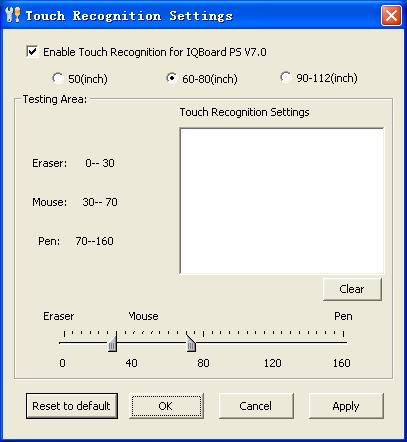 Touch Recognition Settings
Enable Touch Recognition for IQBoard PS V7.0
50(inch) 60-80(inch) 90-112(inch)
Testing Area:
Touch Recognition Settings
Eraser: 0-- 30
Mouse: 30-- 70
Pen: 70--160
Clear
Eraser Mouse Pen
0 40 80 120 160
Reset to default OK Cancel Apply